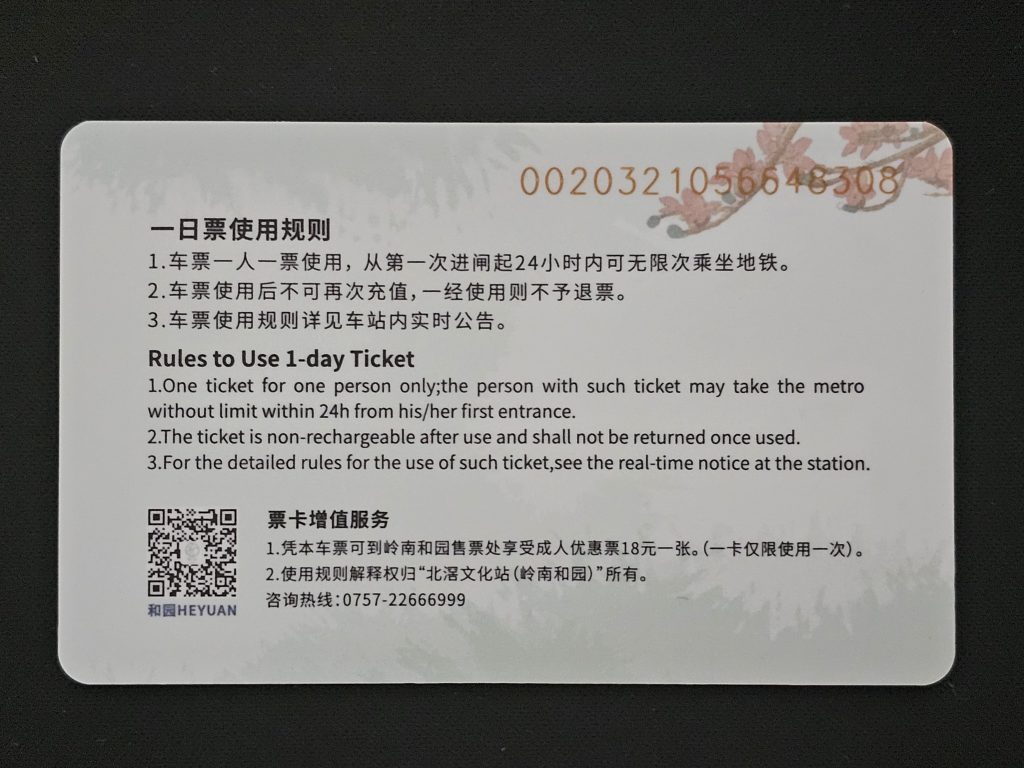 0020321056648308
一日票使用规则
1.车票一人一票使用，从第一次进闸起24小时内可无限次乘坐地铁。
2.车票使用后不可再次充值，一经使用则不予退票。
3.车票使用规则详见车站内实时公告。
Rules to Use 1-day Ticket
1.One ticket for one person only;the person with such ticket may take the metro
without limit within 24h from his/her first entrance.
2.The ticket is non-rechargeable after use and shall not be returned once used.
3.For the detailed rules for the use of such ticket,see the real-time notice at the station.
票卡增值服务
1.凭本车票可到岭南和园售票处享受成人优惠票18元一张。（一卡仅限使用一次）。
2.使用规则解释权归“北滘文化站（岭南和园）”所有。
咨询热线：0757-22666999
和园HEYUAN